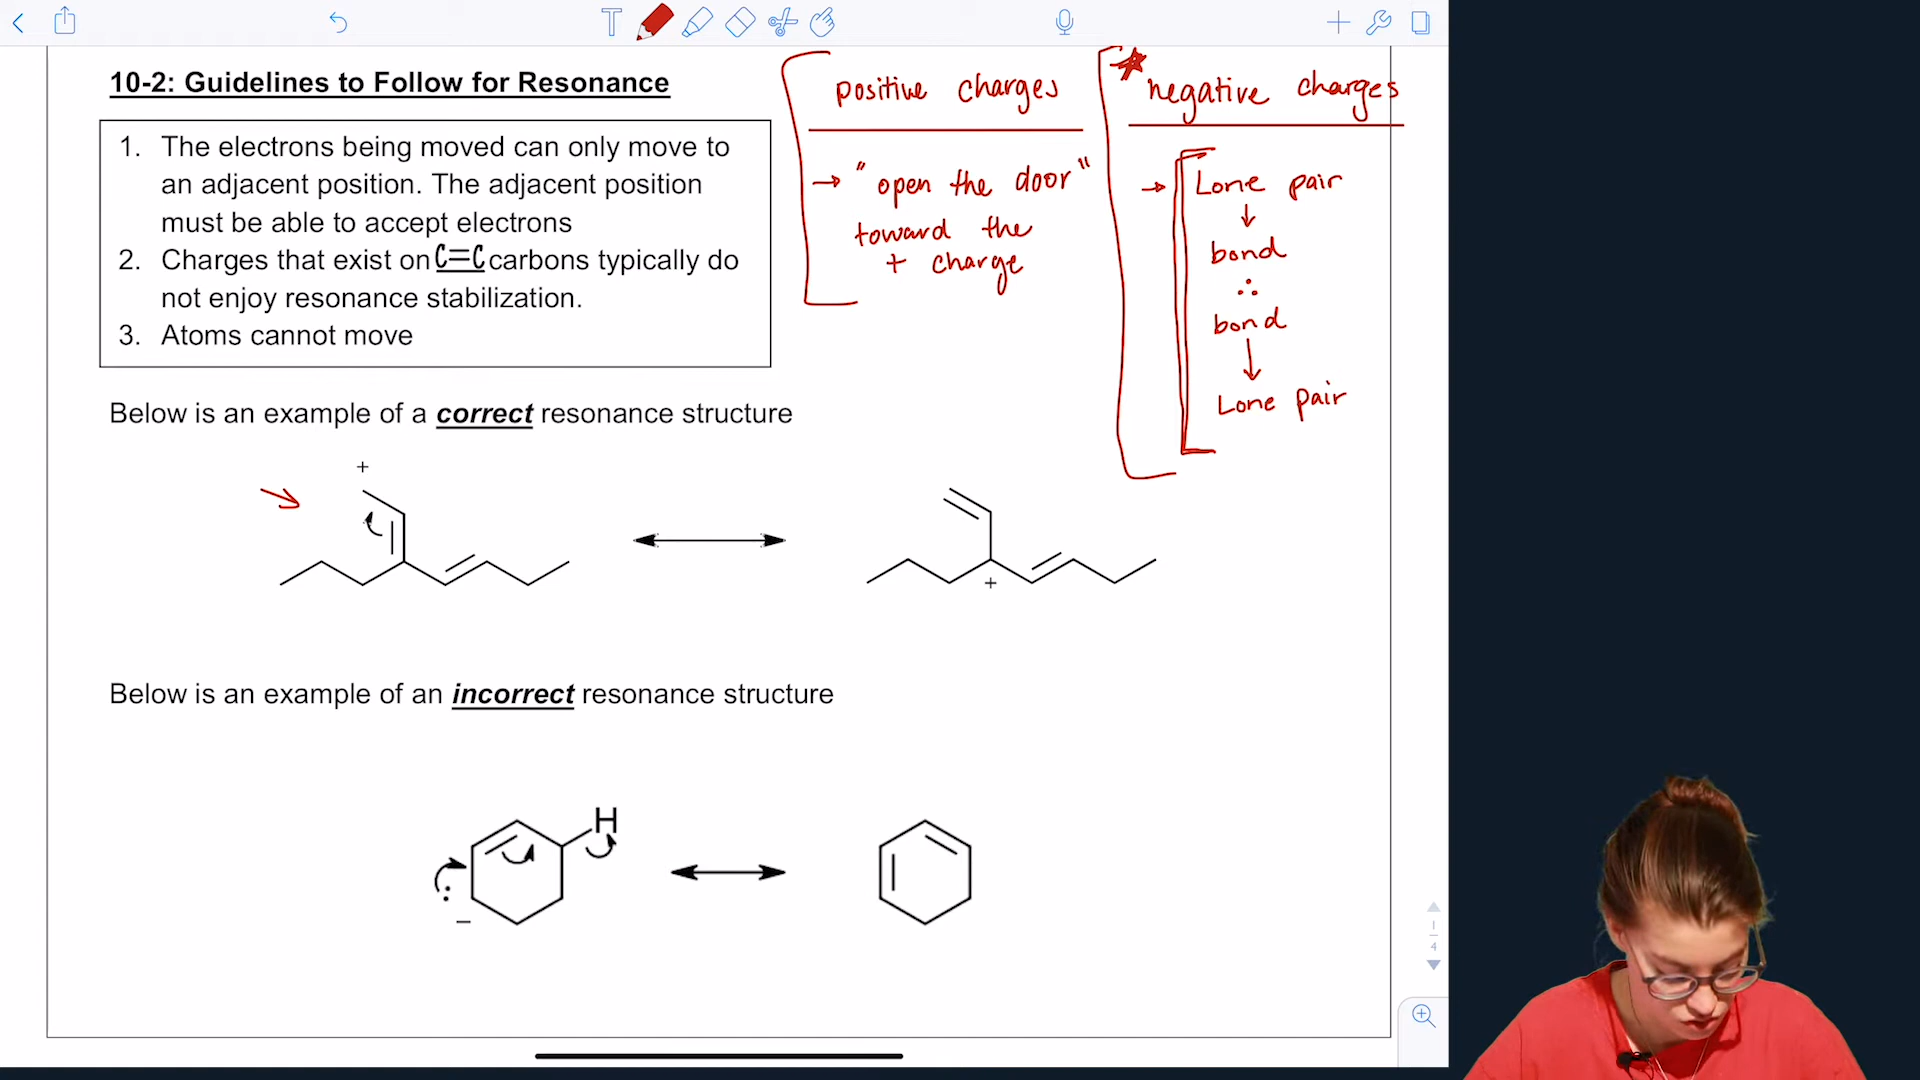 10-2: Guidelines to Follow for Resonance
1. The electrons being moved can only move to
an adjacent position. The adjacent position
must be able to accept electrons
2. Charges that exist on C=C carbons typically do
not enjoy resonance stabilization.
3. Atoms cannot move
positive charges
→ "open the door"
toward the
+ charge
★ negative charges
→ Lone pair
↓
bond
∴
bond
↓
Lone pair
Below is an example of a correct resonance structure
+
+
Below is an example of an incorrect resonance structure
H
:
−
T
1
4